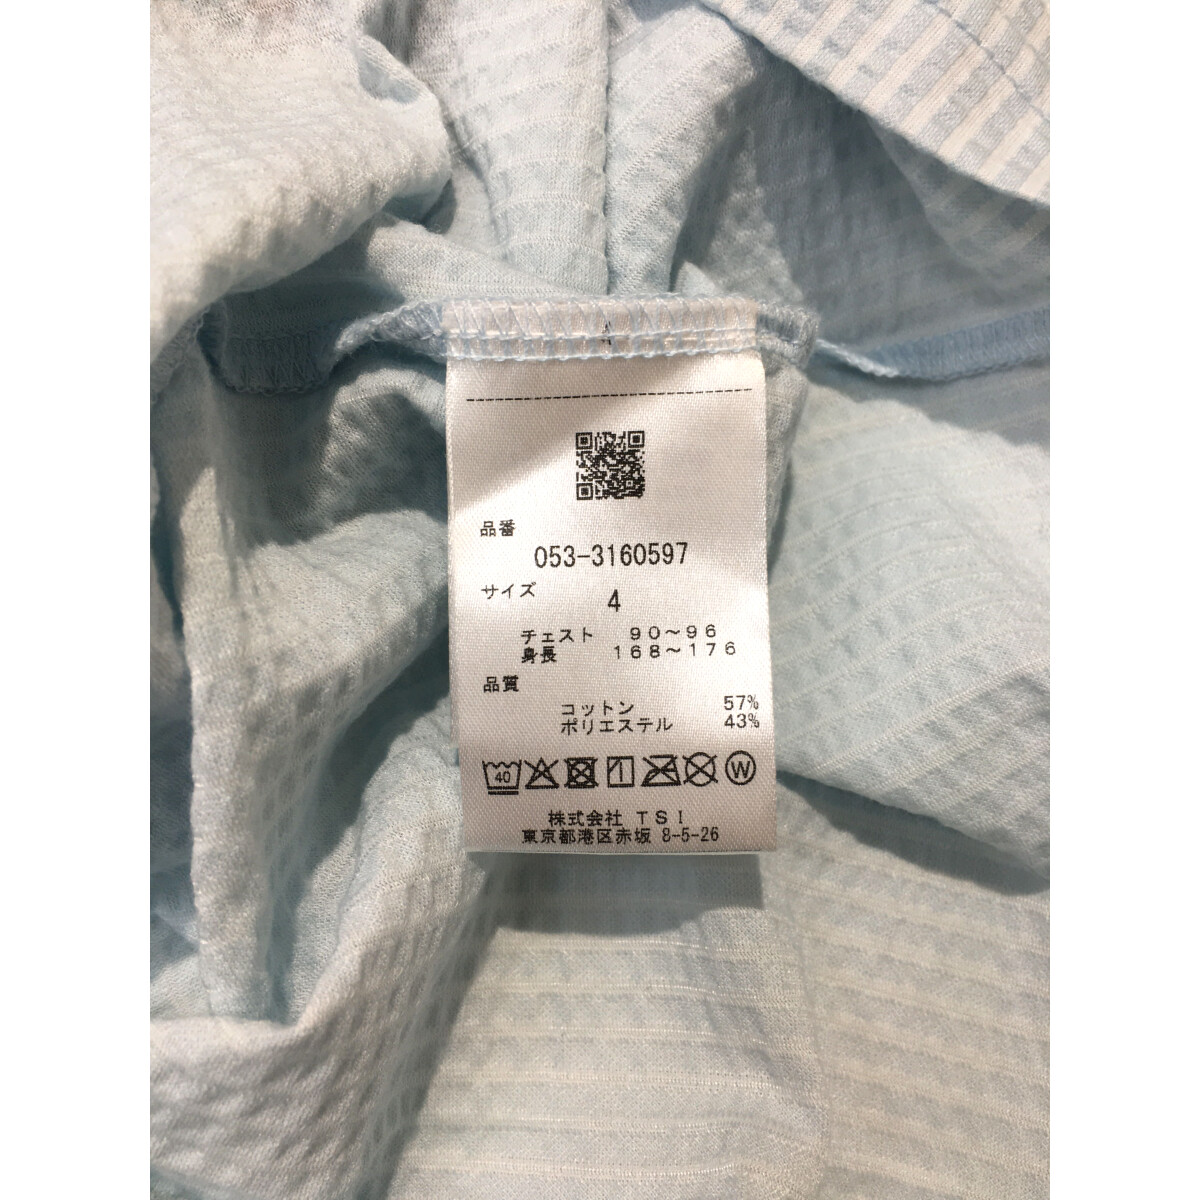 品番
053-3160597
サイズ
4
チェスト 90～96
身長 168～176
品質
コットン 57%
ポリエステル 43%
40 W
株式会社 TSI
東京都港区赤坂 8-5-26